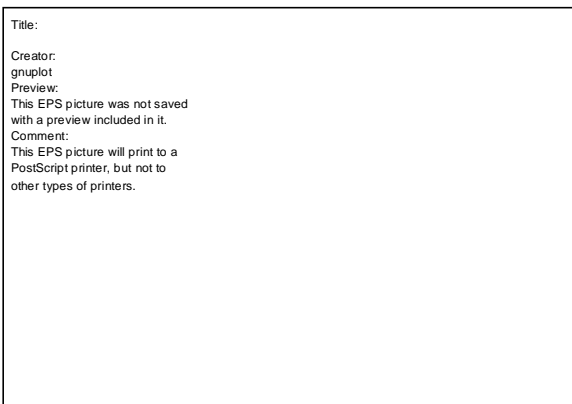 Title:
Creator:
gnuplot
Preview:
This EPS picture was not saved
with a preview included in it.
Comment:
This EPS picture will print to a
PostScript printer, but not to
other types of printers.